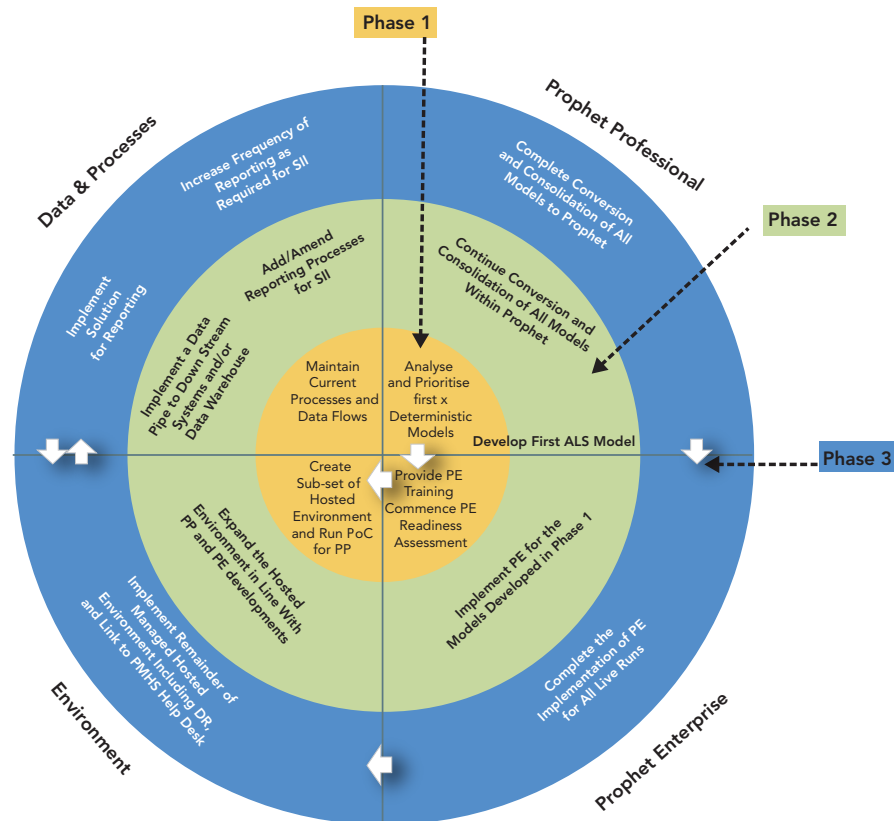 Phase 1
Prophet Professional
Data & Processes
Increase Frequency of
Reporting as
Required for SII
Complete Conversion
and Consolidation of All
Models to Prophet
Phase 2
Implement
Solution
for Reporting
Add/Amend
Reporting Processes
for SII
Continue Conversion and
Consolidation of All Models
Within Prophet
Implement a Data
Pipe to Down Stream
Systems and/or
Data Warehouse
Maintain
Current
Processes and
Data Flows
Analyse
and Prioritise
first x
Deterministic
Models
Develop First ALS Model
Phase 3
Create
Sub-set of
Hosted
Environment
and Run PoC
for PP
Provide PE
Training
Commence PE
Readiness
Assessment
Expand the Hosted
Environment in Line With
PP and PE developments
Implement PE for the
Models Developed in Phase 1
Implement Remainder of
Managed Hosted
Environment Including DR,
and Link to PMHS Help Desk
Complete the
Implementation of PE
for All Live Runs
Environment
Prophet Enterprise